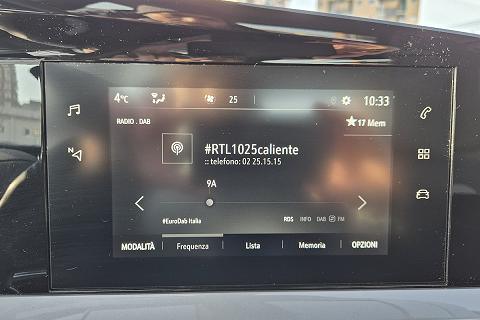 4°C 25 10:33
RADIO . DAB
17 Mem
#RTL1025caliente
:: telefono: 02 25.15.15
N
9A
#EuroDab Italia
RDS INFO DAB FM
MODALITÀ Frequenza Lista Memoria OPZIONI